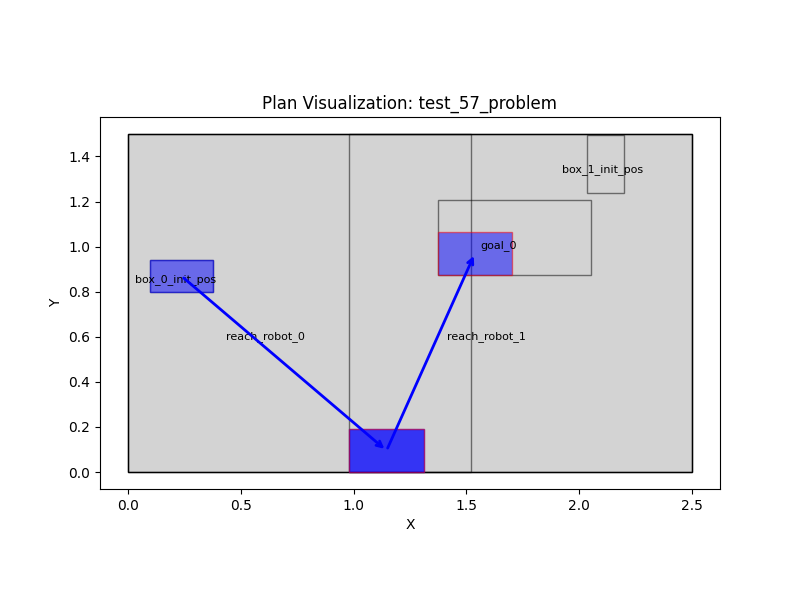 Plan Visualization: test_57_problem
1.4
1.2
1.0
0.8
0.6
0.4
0.2
0.0
Y
box_1_init_pos
goal_0
box_0_init_pos
reach_robot_0
reach_robot_1
0.0
0.5
1.0
1.5
2.0
2.5
X